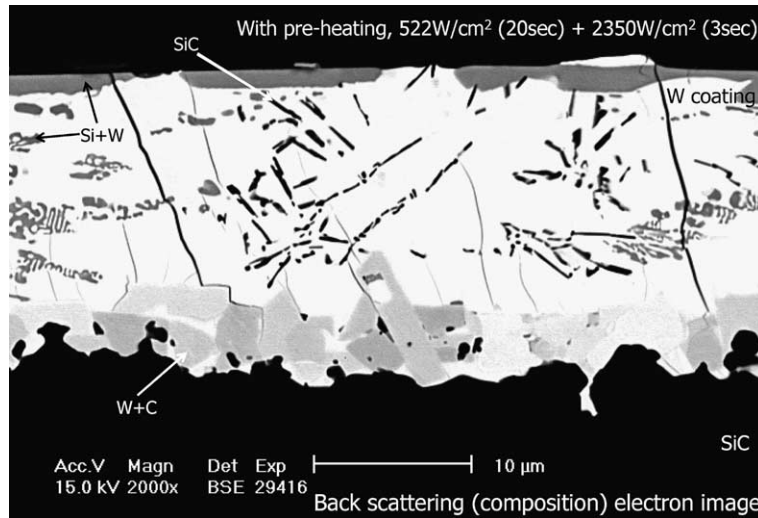 With pre-heating, 522W/cm² (20sec) + 2350W/cm² (3sec)
SiC
W coating
Si+W
W+C
SiC
Acc.V Magn Det Exp
15.0 kV 2000x BSE 29416
10 μm
Back scattering (composition) electron image